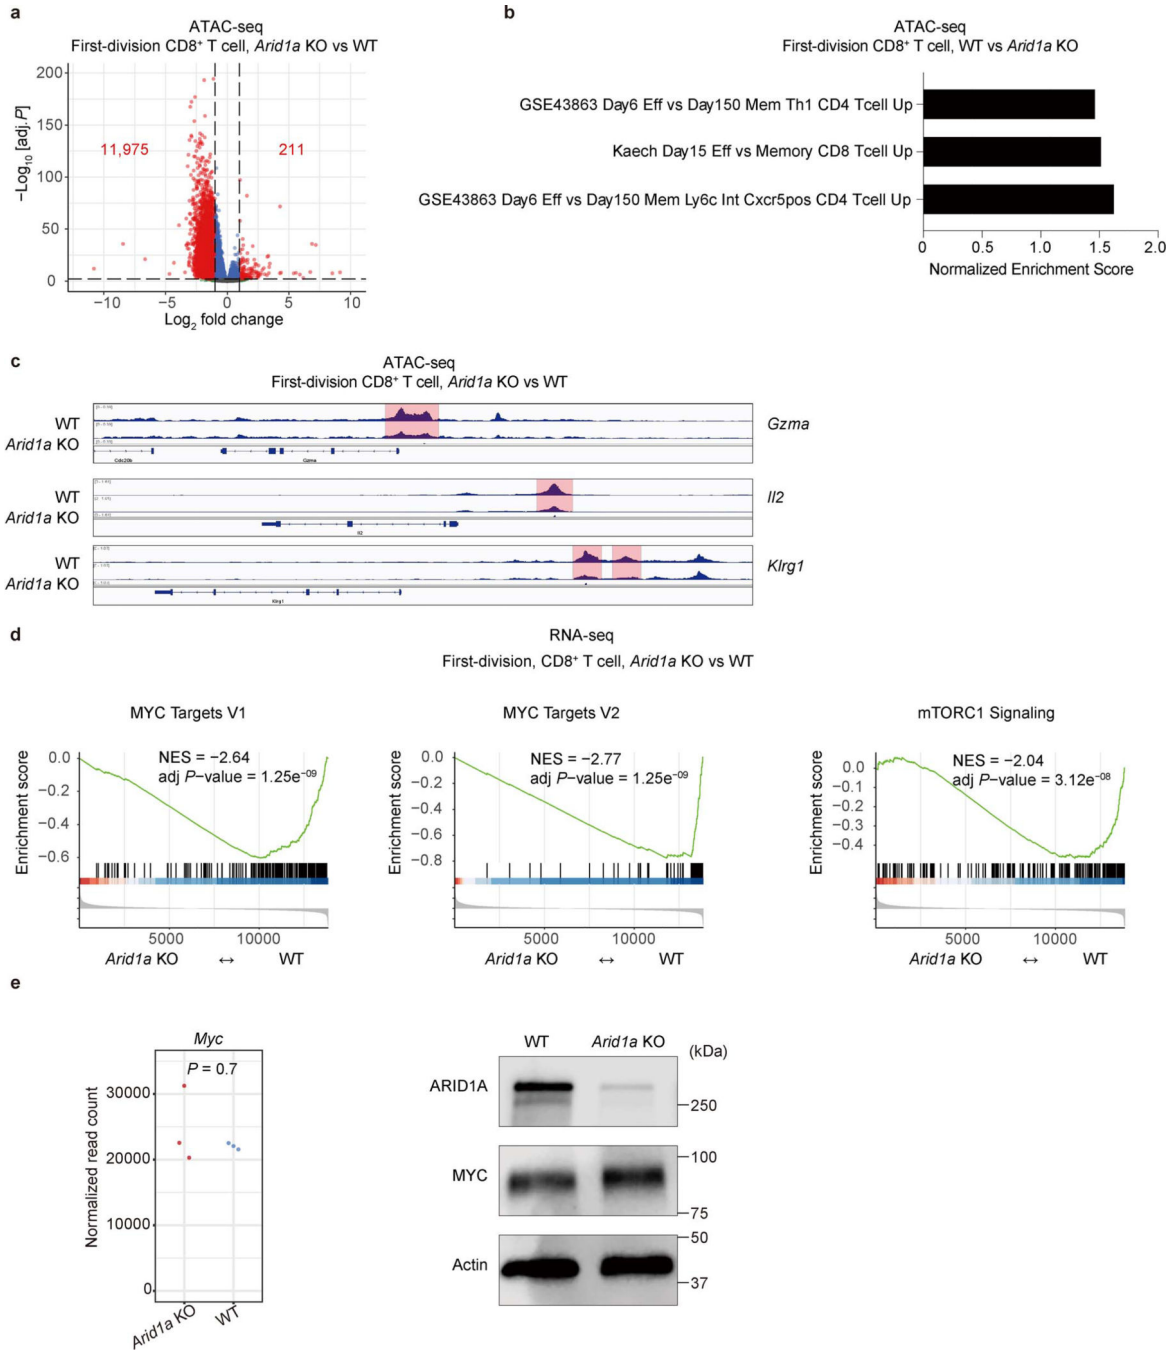 a
ATAC-seq
First-division CD8⁺ T cell, Arid1a KO vs WT
−Log₁₀ [adj. P]
200
150
100
50
0
11,975
211
−10
−5
0
5
10
Log₂ fold change
b
ATAC-seq
First-division CD8⁺ T cell, WT vs Arid1a KO
GSE43863 Day6 Eff vs Day150 Mem Th1 CD4 Tcell Up
Kaech Day15 Eff vs Memory CD8 Tcell Up
GSE43863 Day6 Eff vs Day150 Mem Ly6c Int Cxcr5pos CD4 Tcell Up
0
0.5
1.0
1.5
2.0
Normalized Enrichment Score
c
ATAC-seq
First-division CD8⁺ T cell, Arid1a KO vs WT
WT
Arid1a KO
Gzma
Cdc20b
Gzma
WT
Arid1a KO
Il2
Il2
WT
Arid1a KO
Klrg1
Klrg1
d
RNA-seq
First-division, CD8⁺ T cell, Arid1a KO vs WT
MYC Targets V1
Enrichment score
0.0
−0.2
−0.4
−0.6
NES = −2.64
adj P−value = 1.25e⁻⁰⁹
5000
10000
Arid1a KO ↔ WT
MYC Targets V2
Enrichment score
0.0
−0.2
−0.4
−0.6
−0.8
NES = −2.77
adj P−value = 1.25e⁻⁰⁹
5000
10000
Arid1a KO ↔ WT
mTORC1 Signaling
Enrichment score
0.0
−0.1
−0.2
−0.3
−0.4
NES = −2.04
adj P−value = 3.12e⁻⁰⁸
5000
10000
Arid1a KO ↔ WT
e
Myc
P = 0.7
Normalized read count
30000
20000
10000
0
Arid1a KO
WT
WT
Arid1a KO
(kDa)
ARID1A
250
MYC
100
75
Actin
50
37